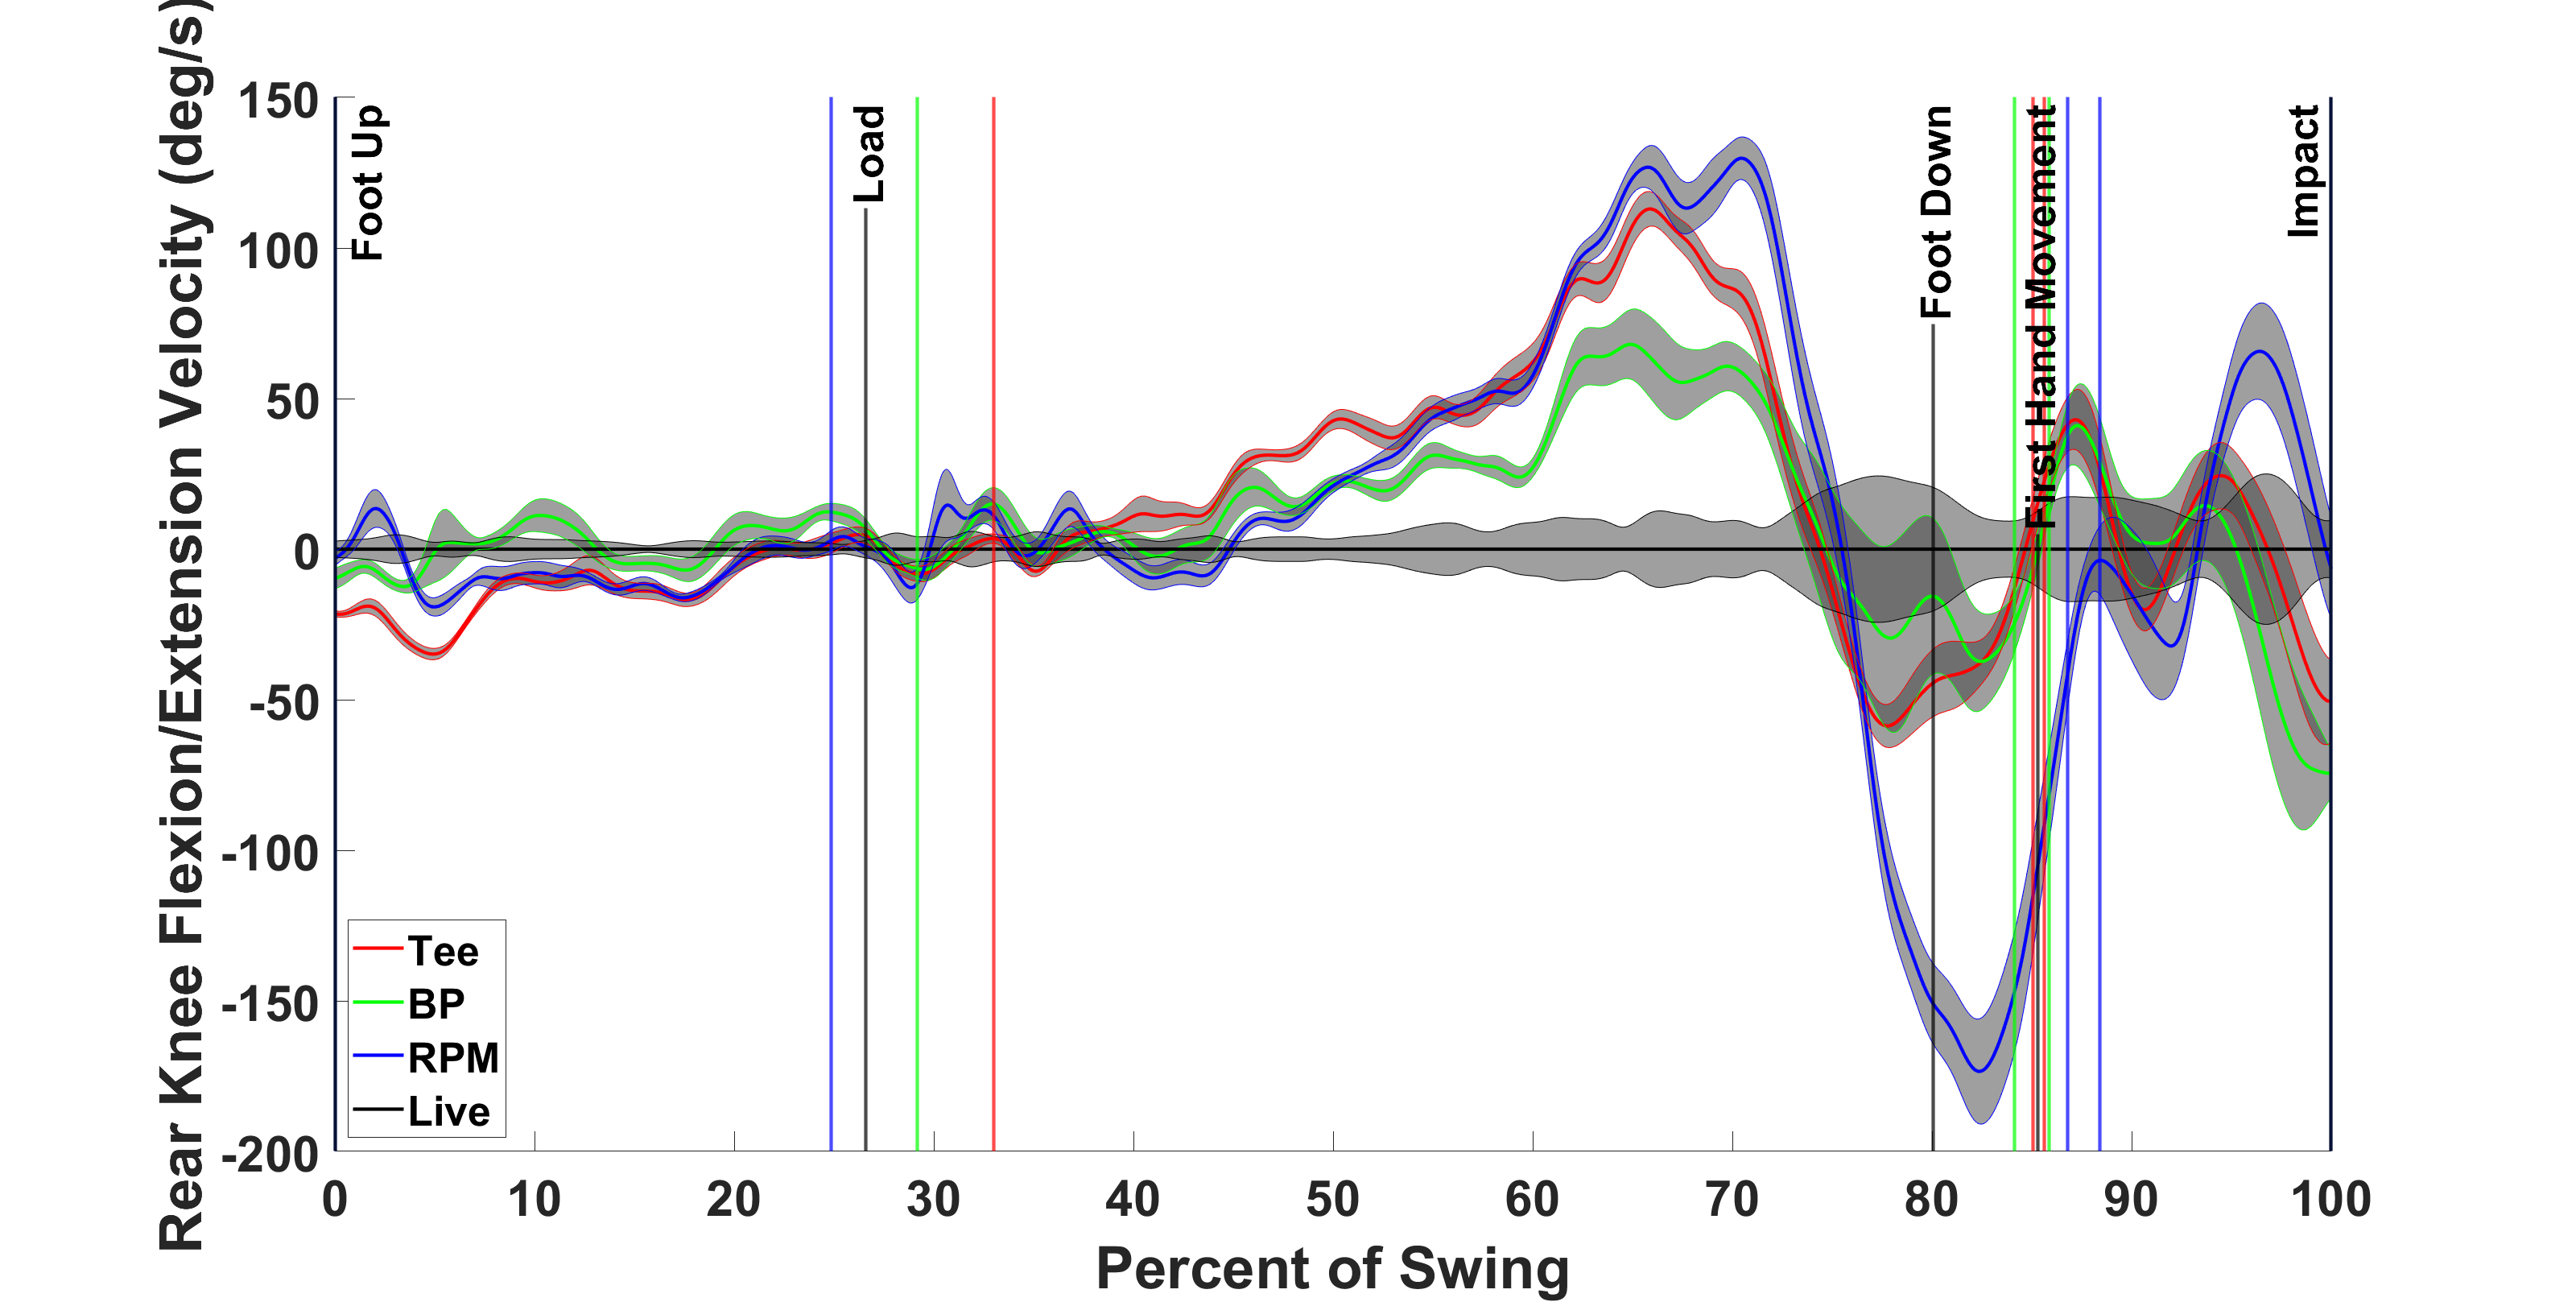 Rear Knee Flexion/Extension Velocity (deg/s)
150
100
50
0
-50
-100
-150
-200
Foot Up
Load
Foot Down
First Hand Movement
Impact
Tee
BP
RPM
Live
0 10 20 30 40 50 60 70 80 90 100
Percent of Swing